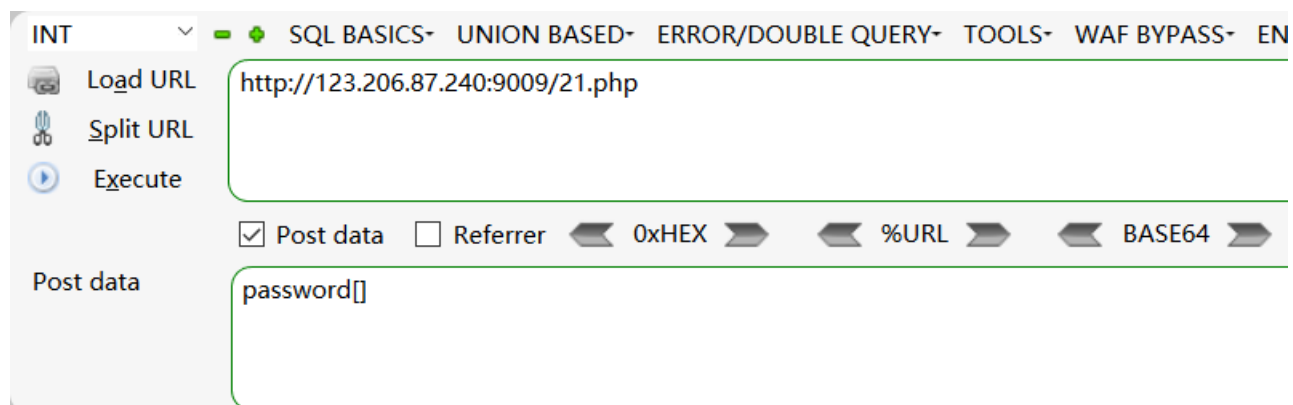 INT SQL BASICS- UNION BASED- ERROR/DOUBLE QUERY- TOOLS- WAF BYPASS- EN
Load URL http://123.206.87.240:9009/21.php
Split URL
Execute
Post data Referrer 0xHEX %URL BASE64
Post data password[]